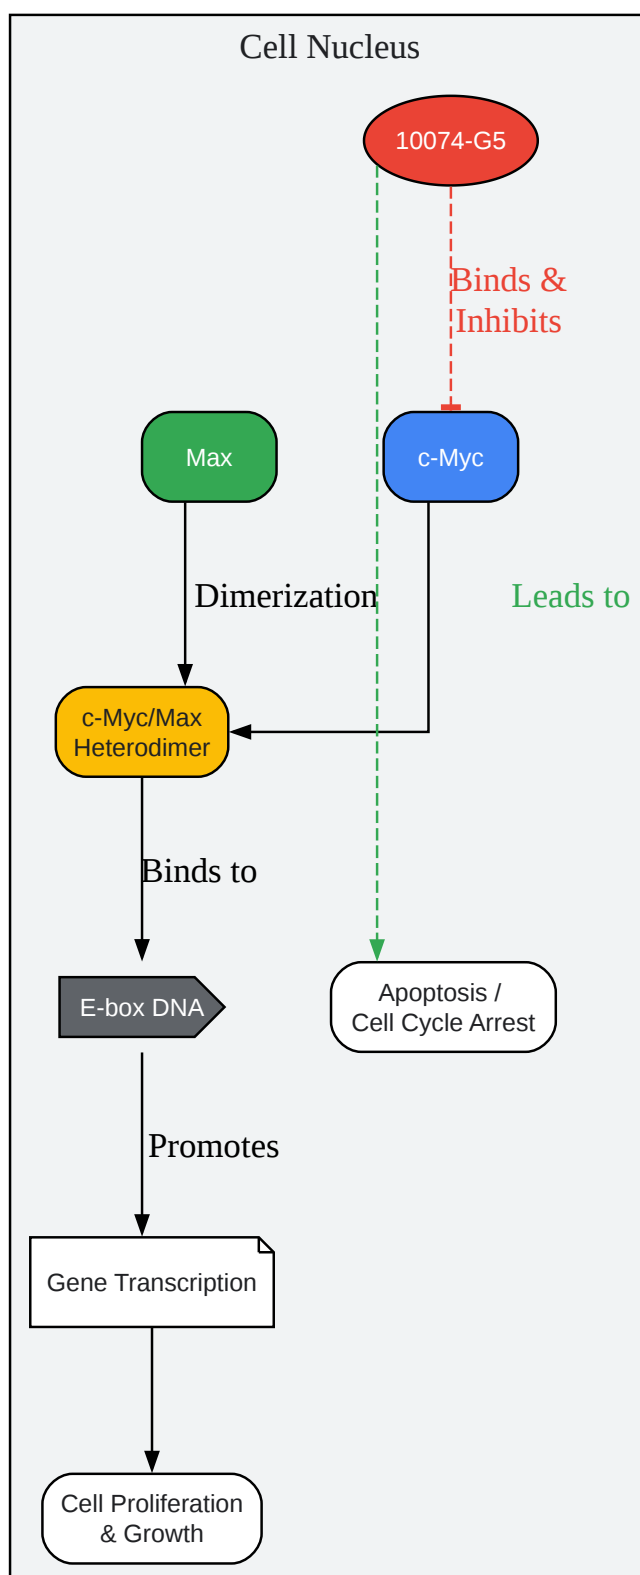 Cell Nucleus
10074-G5
Binds &
Inhibits
Max
c-Myc
Dimerization
Leads to
c-Myc/Max
Heterodimer
Binds to
E-box DNA
Apoptosis /
Cell Cycle Arrest
Promotes
Gene Transcription
Cell Proliferation
& Growth